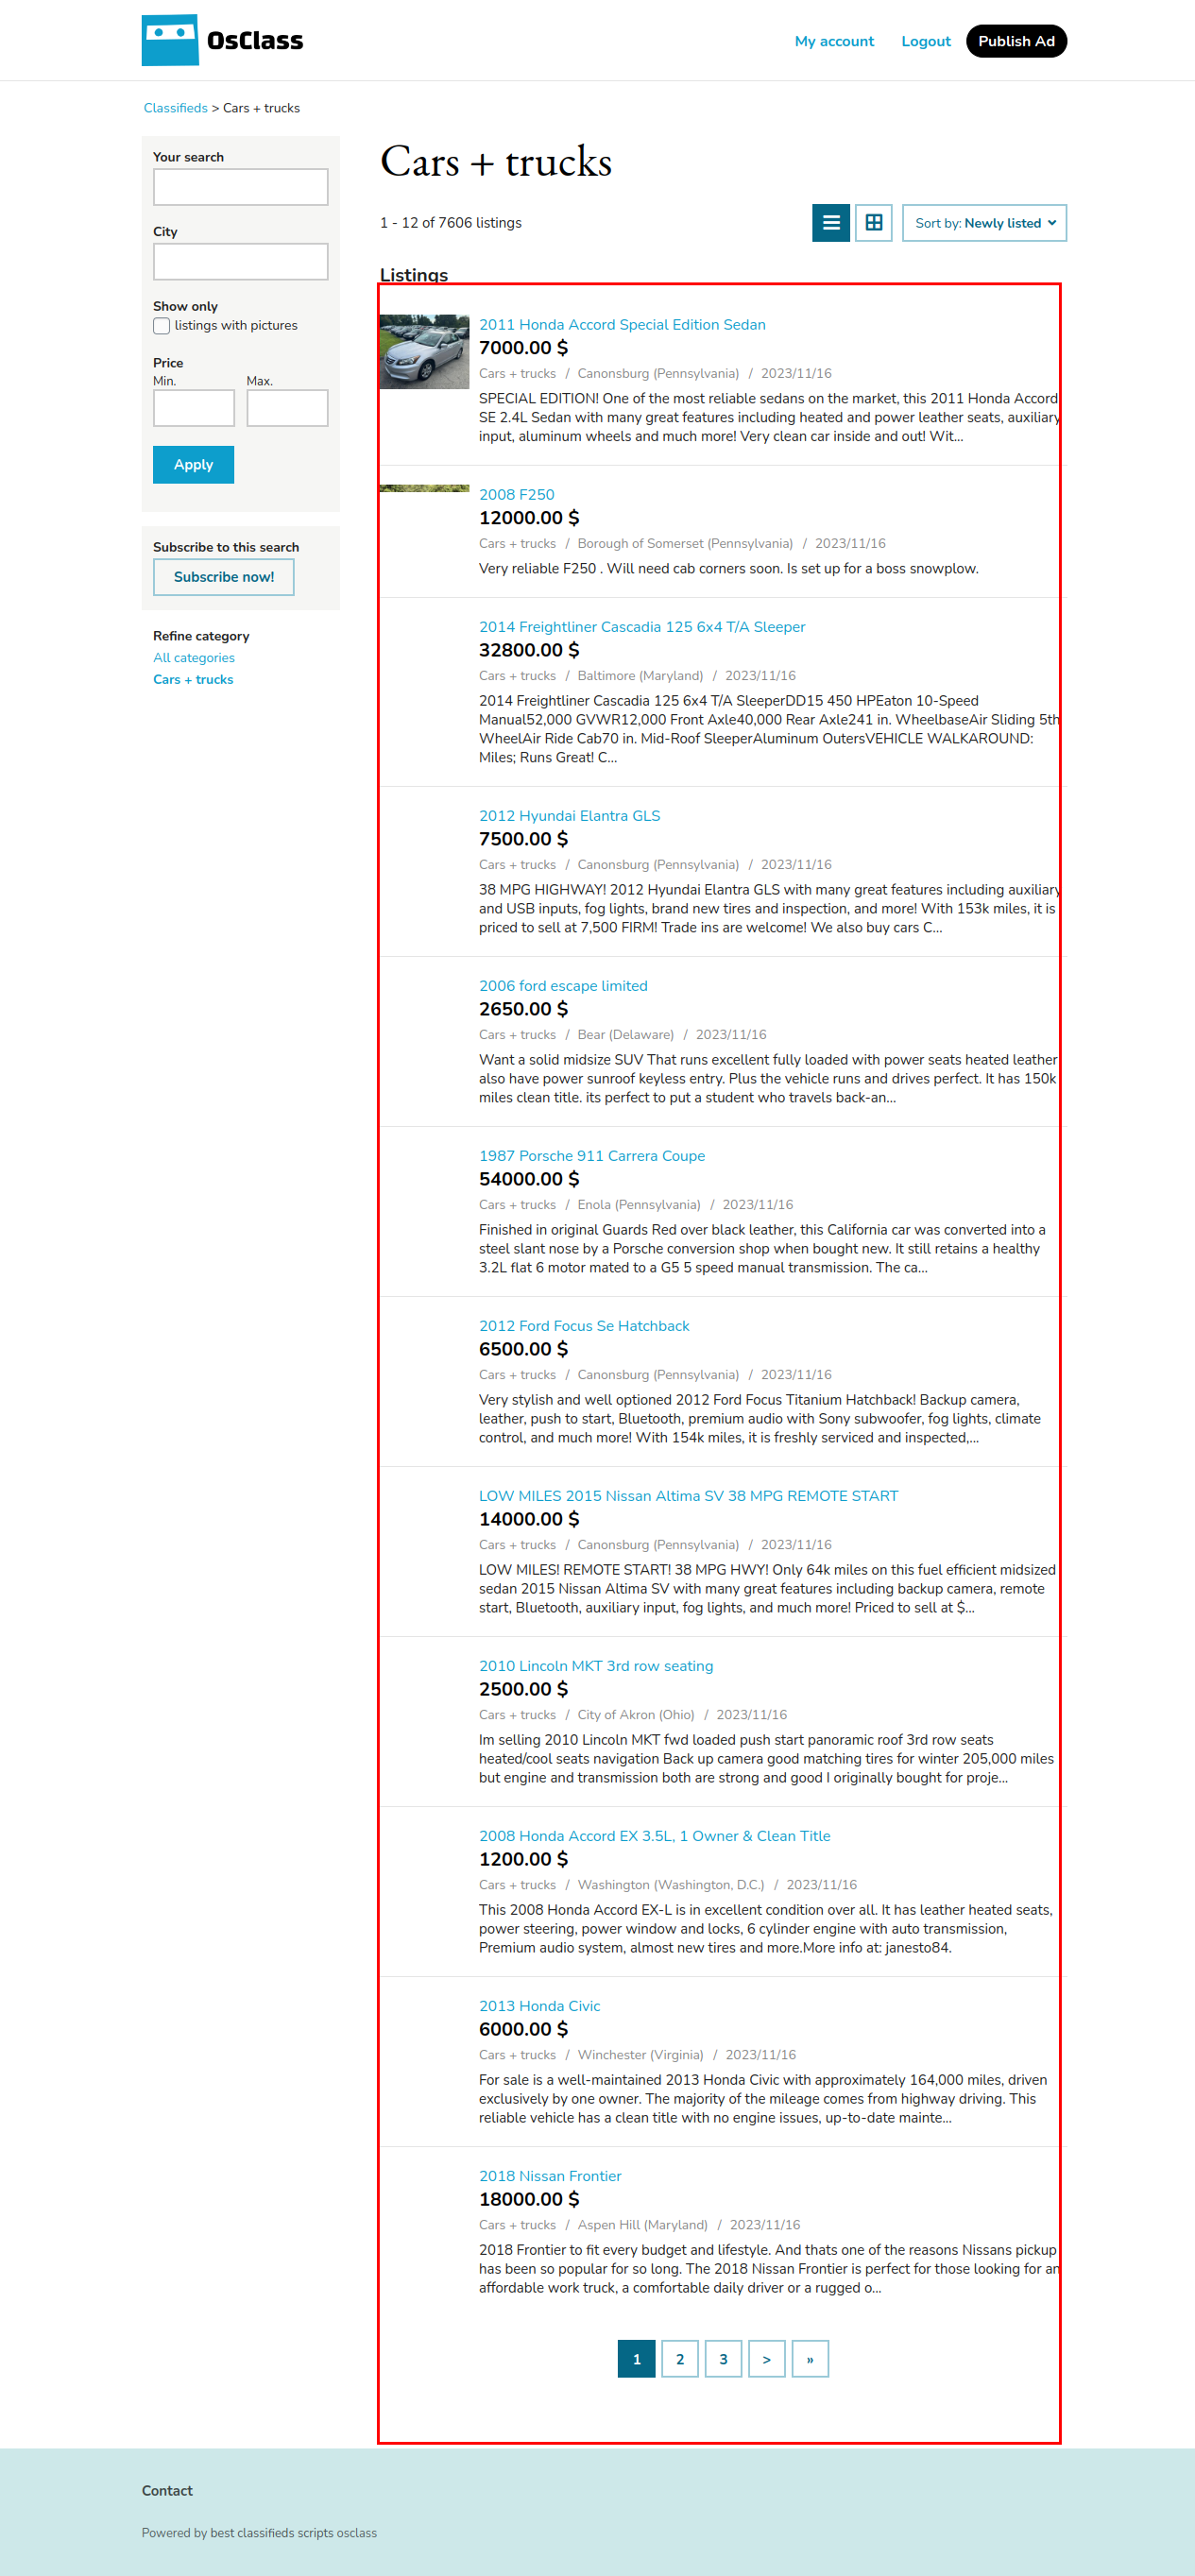 OsClass
My account Logout Publish Ad
Classifieds > Cars + trucks
Your search
City
Show only
listings with pictures
Price
Min. Max.
Apply
Subscribe to this search
Subscribe now!
Refine category
All categories
Cars + trucks
Cars + trucks
1 - 12 of 7606 listings
Sort by: Newly listed
Listings
2011 Honda Accord Special Edition Sedan
7000.00 $
Cars + trucks / Canonsburg (Pennsylvania) / 2023/11/16
SPECIAL EDITION! One of the most reliable sedans on the market, this 2011 Honda Accord
SE 2.4L Sedan with many great features including heated and power leather seats, auxiliary
input, aluminum wheels and much more! Very clean car inside and out! Wit...
2008 F250
12000.00 $
Cars + trucks / Borough of Somerset (Pennsylvania) / 2023/11/16
Very reliable F250 . Will need cab corners soon. Is set up for a boss snowplow.
2014 Freightliner Cascadia 125 6x4 T/A Sleeper
32800.00 $
Cars + trucks / Baltimore (Maryland) / 2023/11/16
2014 Freightliner Cascadia 125 6x4 T/A SleeperDD15 450 HPEaton 10-Speed
Manual52,000 GVWR12,000 Front Axle40,000 Rear Axle241 in. WheelbaseAir Sliding 5th
WheelAir Ride Cab70 in. Mid-Roof SleeperAluminum OutersVEHICLE WALKAROUND:
Miles; Runs Great! C...
2012 Hyundai Elantra GLS
7500.00 $
Cars + trucks / Canonsburg (Pennsylvania) / 2023/11/16
38 MPG HIGHWAY! 2012 Hyundai Elantra GLS with many great features including auxiliary
and USB inputs, fog lights, brand new tires and inspection, and more! With 153k miles, it is
priced to sell at 7,500 FIRM! Trade ins are welcome! We also buy cars C...
2006 ford escape limited
2650.00 $
Cars + trucks / Bear (Delaware) / 2023/11/16
Want a solid midsize SUV That runs excellent fully loaded with power seats heated leather
also have power sunroof keyless entry. Plus the vehicle runs and drives perfect. It has 150k
miles clean title. its perfect to put a student who travels back-an...
1987 Porsche 911 Carrera Coupe
54000.00 $
Cars + trucks / Enola (Pennsylvania) / 2023/11/16
Finished in original Guards Red over black leather, this California car was converted into a
steel slant nose by a Porsche conversion shop when bought new. It still retains a healthy
3.2L flat 6 motor mated to a G5 5 speed manual transmission. The ca...
2012 Ford Focus Se Hatchback
6500.00 $
Cars + trucks / Canonsburg (Pennsylvania) / 2023/11/16
Very stylish and well optioned 2012 Ford Focus Titanium Hatchback! Backup camera,
leather, push to start, Bluetooth, premium audio with Sony subwoofer, fog lights, climate
control, and much more! With 154k miles, it is freshly serviced and inspected,...
LOW MILES 2015 Nissan Altima SV 38 MPG REMOTE START
14000.00 $
Cars + trucks / Canonsburg (Pennsylvania) / 2023/11/16
LOW MILES! REMOTE START! 38 MPG HWY! Only 64k miles on this fuel efficient midsized
sedan 2015 Nissan Altima SV with many great features including backup camera, remote
start, Bluetooth, auxiliary input, fog lights, and much more! Priced to sell at $...
2010 Lincoln MKT 3rd row seating
2500.00 $
Cars + trucks / City of Akron (Ohio) / 2023/11/16
Im selling 2010 Lincoln MKT fwd loaded push start panoramic roof 3rd row seats
heated/cool seats navigation Back up camera good matching tires for winter 205,000 miles
but engine and transmission both are strong and good I originally bought for proje...
2008 Honda Accord EX 3.5L, 1 Owner & Clean Title
1200.00 $
Cars + trucks / Washington (Washington, D.C.) / 2023/11/16
This 2008 Honda Accord EX-L is in excellent condition over all. It has leather heated seats,
power steering, power window and locks, 6 cylinder engine with auto transmission,
Premium audio system, almost new tires and more.More info at: janesto84.
2013 Honda Civic
6000.00 $
Cars + trucks / Winchester (Virginia) / 2023/11/16
For sale is a well-maintained 2013 Honda Civic with approximately 164,000 miles, driven
exclusively by one owner. The majority of the mileage comes from highway driving. This
reliable vehicle has a clean title with no engine issues, up-to-date mainte...
2018 Nissan Frontier
18000.00 $
Cars + trucks / Aspen Hill (Maryland) / 2023/11/16
2018 Frontier to fit every budget and lifestyle. And thats one of the reasons Nissans pickup
has been so popular for so long. The 2018 Nissan Frontier is perfect for those looking for an
affordable work truck, a comfortable daily driver or a rugged o...
1 2 3 > »
Contact
Powered by best classifieds scripts osclass